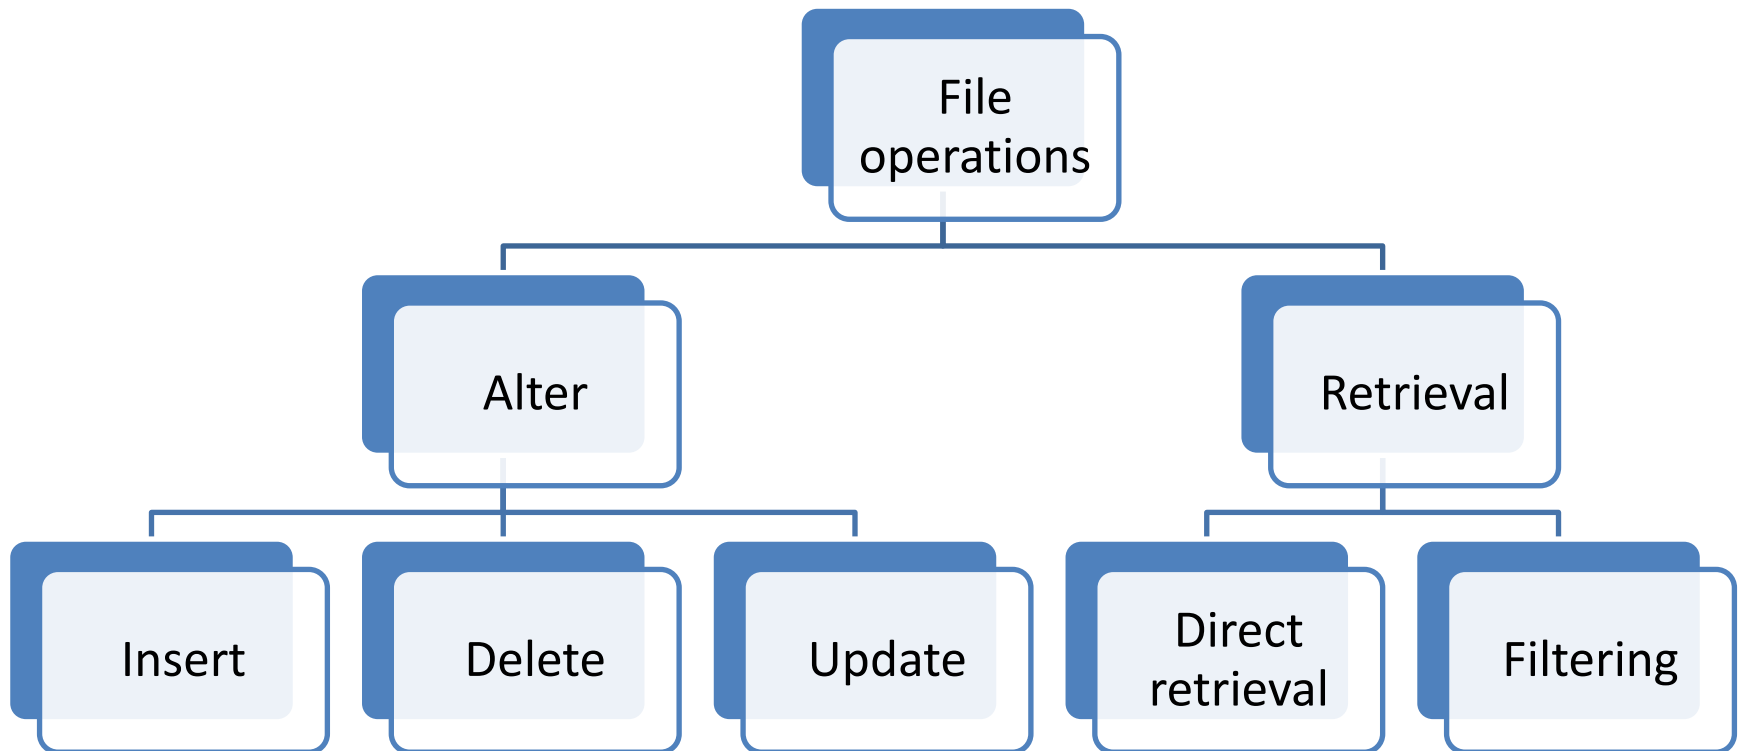 File
operations
Alter
Retrieval
Insert
Delete
Update
Direct
retrieval
Filtering